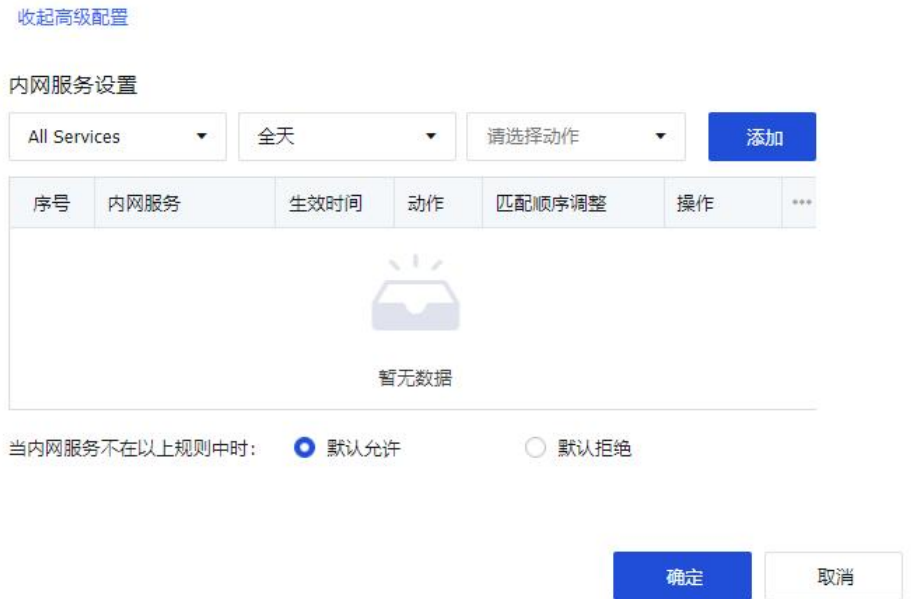 收起高级配置
内网服务设置
All Services 全天 请选择动作 添加
序号 内网服务 生效时间 动作 匹配顺序调整 操作 •••
暂无数据
当内网服务不在以上规则中时: 默认允许 默认拒绝
确定 取消